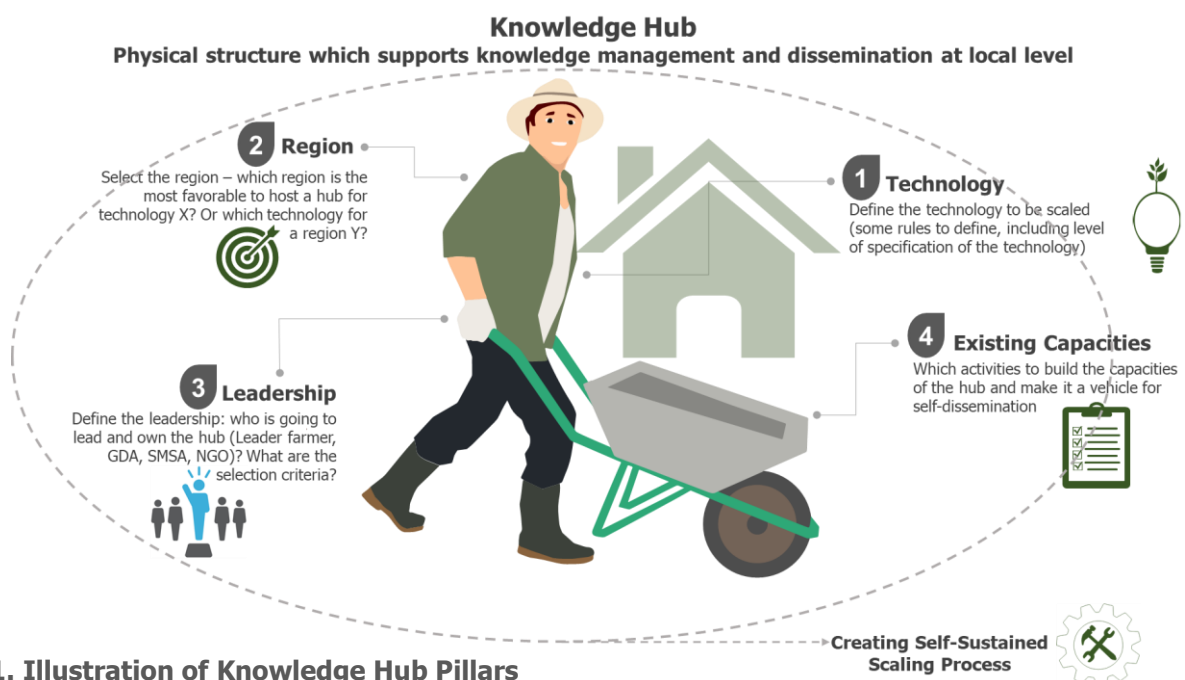 Knowledge Hub
Physical structure which supports knowledge management and dissemination at local level
2 Region
Select the region – which region is the
most favorable to host a hub for
technology X? Or which technology for
a region Y?
1 Technology
Define the technology to be scaled
(some rules to define, including level
of specification of the technology)
3 Leadership
Define the leadership: who is going to
lead and own the hub (Leader farmer,
GDA, SMSA, NGO)? What are the
selection criteria?
4 Existing Capacities
Which activities to build the capacities
of the hub and make it a vehicle for
self-dissemination
Creating Self-Sustained
Scaling Process
1. Illustration of Knowledge Hub Pillars